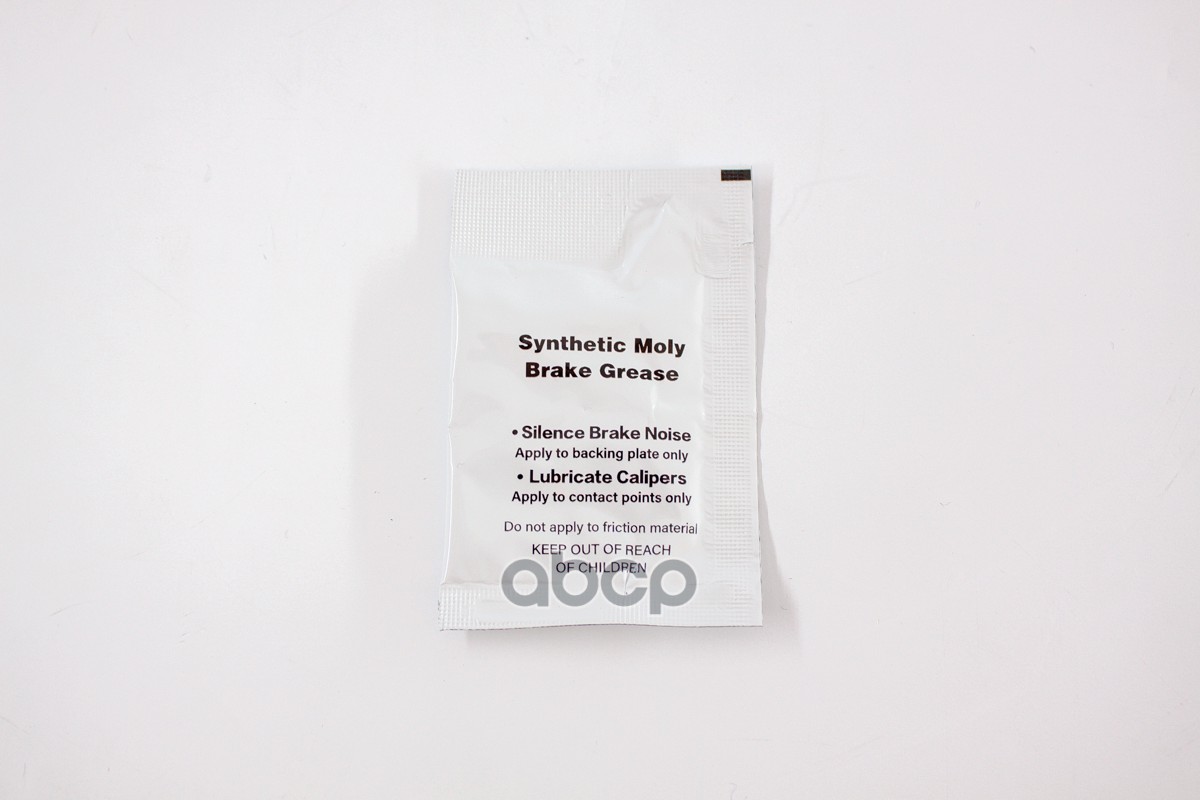 Synthetic Moly
Brake Grease
• Silence Brake Noise
Apply to backing plate only
• Lubricate Calipers
Apply to contact points only
Do not apply to friction material
KEEP OUT OF REACH
OF CHILDREN
abcp